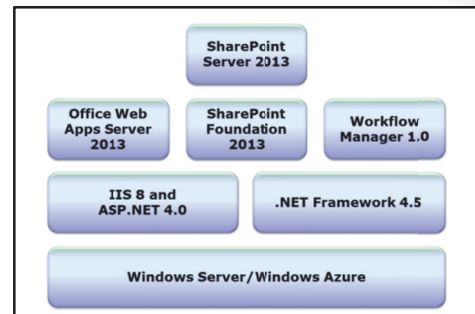 SharePoint
Server 2013
Office Web
Apps Server
2013
SharePoint
Foundation
2013
Workflow
Manager 1.0
IIS 8 and
ASP.NET 4.0
.NET Framework 4.5
Windows Server/Windows Azure